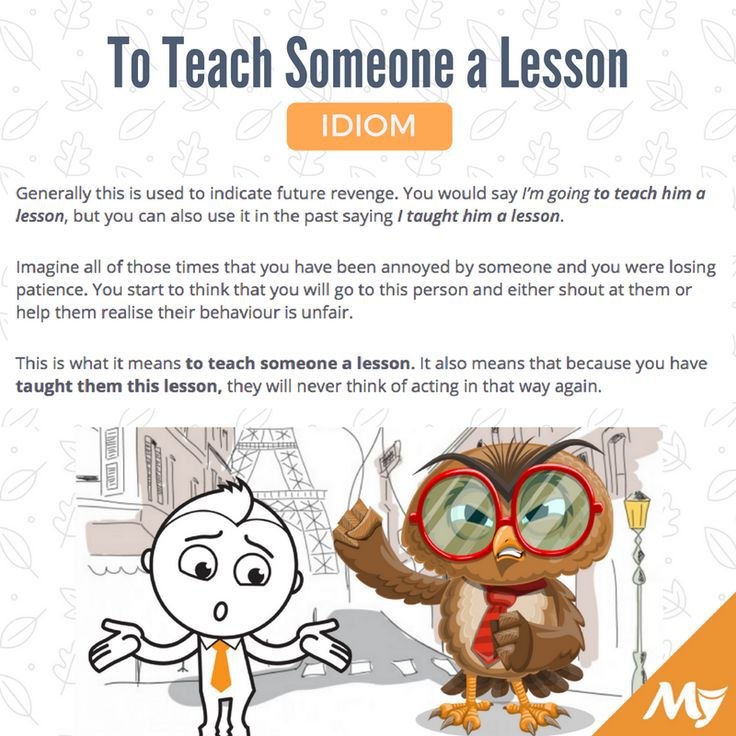 To Teach Someone a Lesson
IDIOM
Generally this is used to indicate future revenge. You would say I'm going to teach him a
lesson, but you can also use it in the past saying I taught him a lesson.
Imagine all of those times that you have been annoyed by someone and you were losing
patience. You start to think that you will go to this person and either shout at them or
help them realise their behaviour is unfair.
This is what it means to teach someone a lesson. It also means that because you have
taught them this lesson, they will never think of acting in that way again.
My